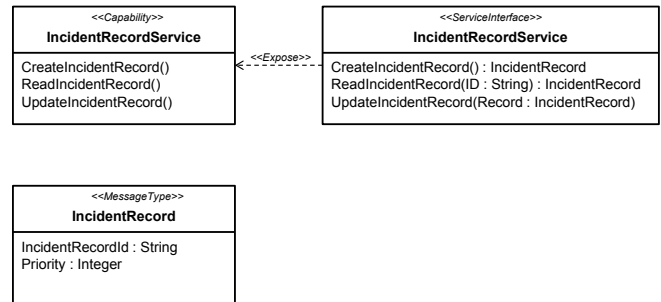 <<Capability>>
IncidentRecordService
CreateIncidentRecord()
ReadIncidentRecord()
UpdateIncidentRecord()
<<Expose>>
<<ServiceInterface>>
IncidentRecordService
CreateIncidentRecord() : IncidentRecord
ReadIncidentRecord(ID : String) : IncidentRecord
UpdateIncidentRecord(Record : IncidentRecord)
<<MessageType>>
IncidentRecord
IncidentRecordId : String
Priority : Integer